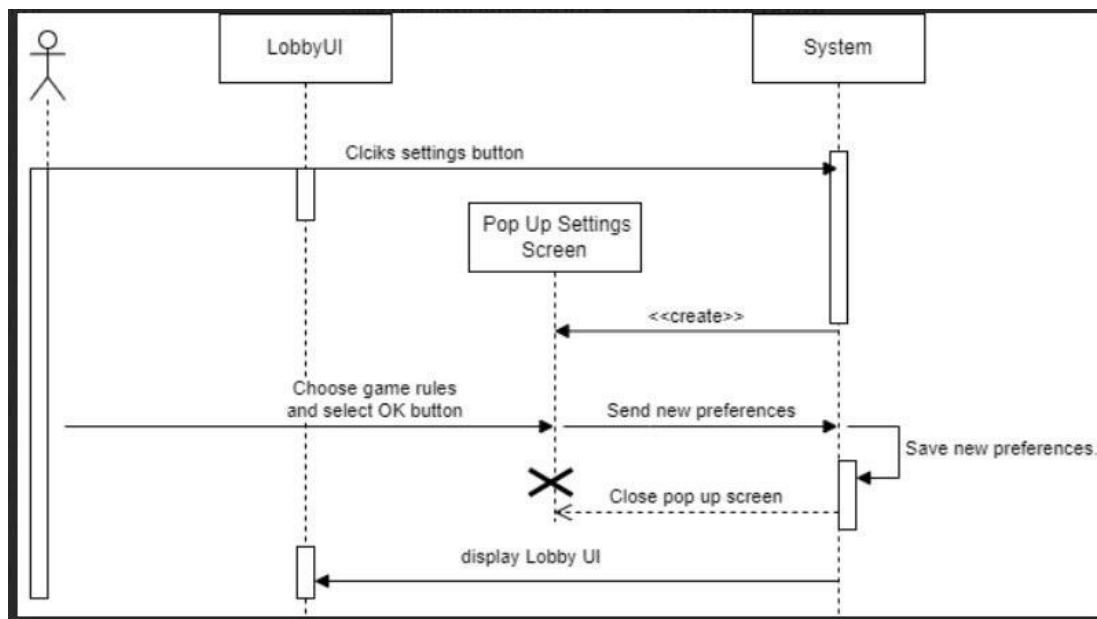 LobbyUI
System
Clciks settings button
Pop Up Settings
Screen
<<create>>
Choose game rules
and select OK button
Send new preferences
Save new preferences.
Close pop up screen
display Lobby UI